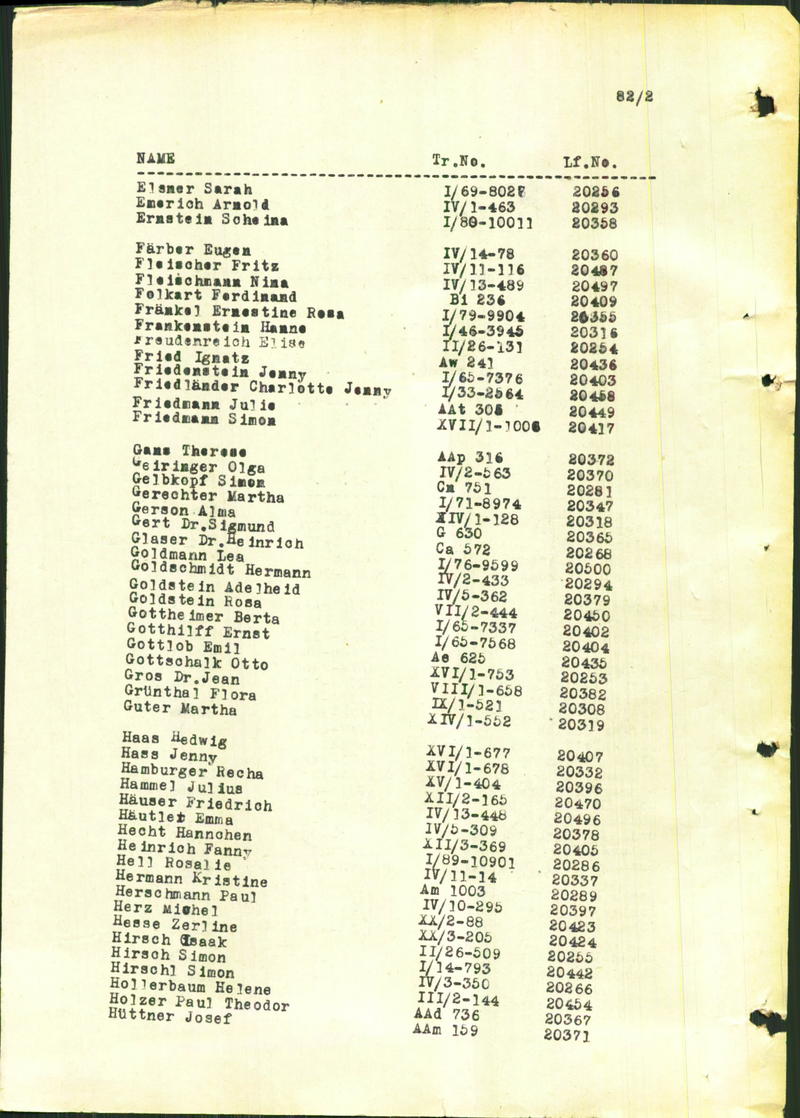 82/2
NAME Tr.No. Lf.No.
Elsner Sarah I/69-802 20256
Emerich Arnold IV/1-463 20293
Ernstein Scheina I/80-10011 20358
Färber Eugen IV/14-78 20360
Fleischer Fritz IV/11-116 20487
Fleischmann Nina IV/13-489 20497
Folkart Ferdinand Bi 236 20409
Fränkel Ernestine Rosa I/79-9904 20355
Frankenstein Hanne I/46-3945 20316
Freudenreich Elise II/26-131 20254
Fried Ignatz Aw 241 20436
Friedenstein Jenny I/65-7376 20403
Friedländer Charlotte Jenny I/33-2564 20458
Friedmann Julie AAt 306 20449
Friedmann Simon XVII/1-1006 20417
Gans Therese AAp 316 20372
Geiringer Olga IV/2-563 20370
Gelbkopf Simon Cn 751 20281
Gerechter Martha I/71-8974 20347
Gerson Alma XIV/1-128 20318
Gert Dr.Sigmund G 630 20365
Glaser Dr.Heinrich Ca 572 20268
Goldmann Lea I/76-9599 20500
Goldschmidt Hermann IV/2-433 20294
Goldstein Adelheid IV/5-362 20379
Goldstein Rosa VII/2-444 20450
Gottheimer Berta I/65-7337 20402
Gotthilff Ernst I/65-7568 20404
Gottlob Emil Ae 625 20435
Gottschalk Otto XVI/1-753 20253
Gros Dr.Jean VIII/1-658 20382
Grünthal Flora IX/1-521 20308
Guter Martha XIV/1-552 20319
Haas Hedwig XVI/1-677 20407
Hass Jenny XVI/1-678 20332
Hamburger Recha XV/1-404 20396
Hammel Julius XII/2-165 20470
Häuser Friedrich IV/13-448 20496
Häutler Emma IV/5-309 20378
Hecht Hannchen XII/3-369 20405
Heinrich Fanny I/89-10901 20286
Hell Rosalie IV/11-14 20337
Hermann Kristine Am 1003 20289
Herschmann Paul IV/10-295 20397
Herz Michel XX/2-88 20423
Hesse Zerline XX/3-205 20424
Hirsch Isaak II/26-509 20255
Hirsch Simon I/14-793 20442
Hirschl Simon IV/3-350 20266
Hollerbaum Helene III/2-144 20454
Holzer Paul Theodor AAd 736 20367
Hüttner Josef AAm 159 20371